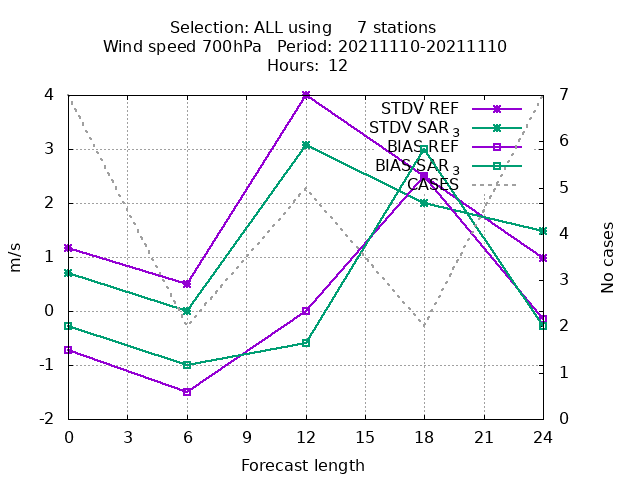 Selection: ALL using 7 stations
Wind speed 700hPa Period: 20211110-20211110
Hours: 12
4
3
2
1
0
-1
-2
7
6
5
4
3
2
1
0
STDV REF
STDV SAR3
BIAS REF
BIAS SAR3
CASES
m/s
No cases
0 3 6 9 12 15 18 21 24
Forecast length